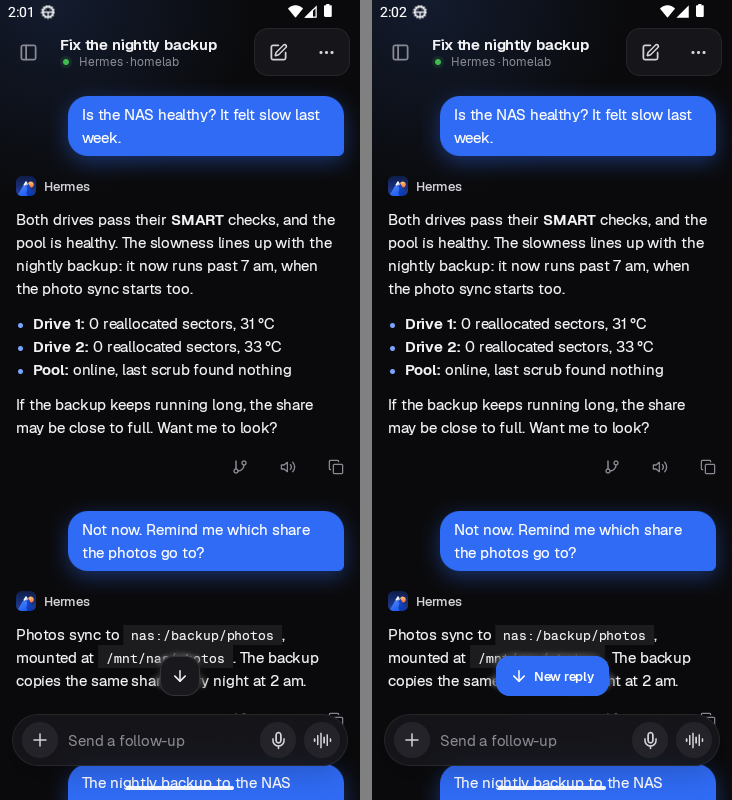 2:01
Fix the nightly backup
Hermes · homelab
Is the NAS healthy? It felt slow last
week.
Hermes
Both drives pass their SMART checks, and the
pool is healthy. The slowness lines up with the
nightly backup: it now runs past 7 am, when
the photo sync starts too.
• Drive 1: 0 reallocated sectors, 31 °C
• Drive 2: 0 reallocated sectors, 33 °C
• Pool: online, last scrub found nothing
If the backup keeps running long, the share
may be close to full. Want me to look?
Not now. Remind me which share
the photos go to?
Hermes
Photos sync to nas:/backup/photos,
mounted at /mnt/nas/photos. The backup
copies the same shar y night at 2 am.
Send a follow-up
The nightly backup to the NAS
2:02
Fix the nightly backup
Hermes · homelab
Is the NAS healthy? It felt slow last
week.
Hermes
Both drives pass their SMART checks, and the
pool is healthy. The slowness lines up with the
nightly backup: it now runs past 7 am, when
the photo sync starts too.
• Drive 1: 0 reallocated sectors, 31 °C
• Drive 2: 0 reallocated sectors, 33 °C
• Pool: online, last scrub found nothing
If the backup keeps running long, the share
may be close to full. Want me to look?
Not now. Remind me which share
the photos go to?
Hermes
Photos sync to nas:/backup/photos,
mounted at The backup
copies the same ht at 2 am.
New reply
Send a follow-up
The nightly backup to the NAS